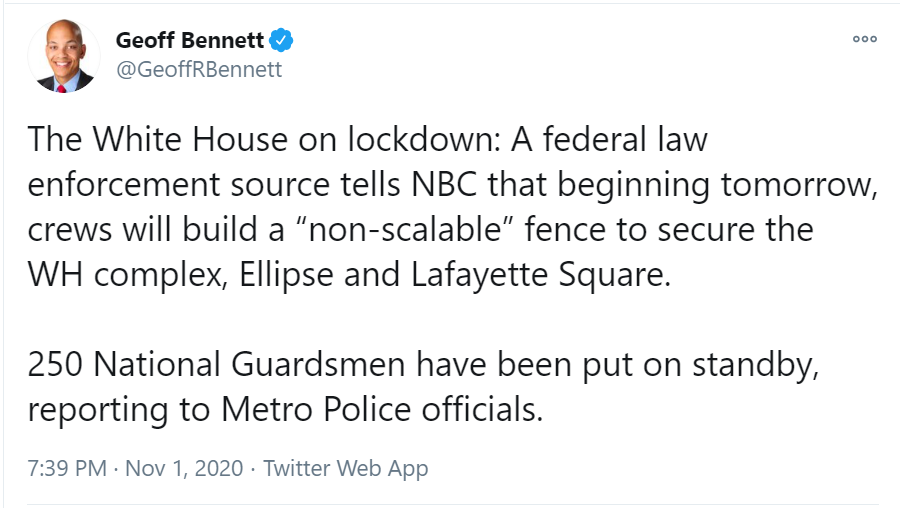 Geoff Bennett
@GeoffRBennett
The White House on lockdown: A federal law
enforcement source tells NBC that beginning tomorrow,
crews will build a “non-scalable” fence to secure the
WH complex, Ellipse and Lafayette Square.
250 National Guardsmen have been put on standby,
reporting to Metro Police officials.
7:39 PM · Nov 1, 2020 · Twitter Web App